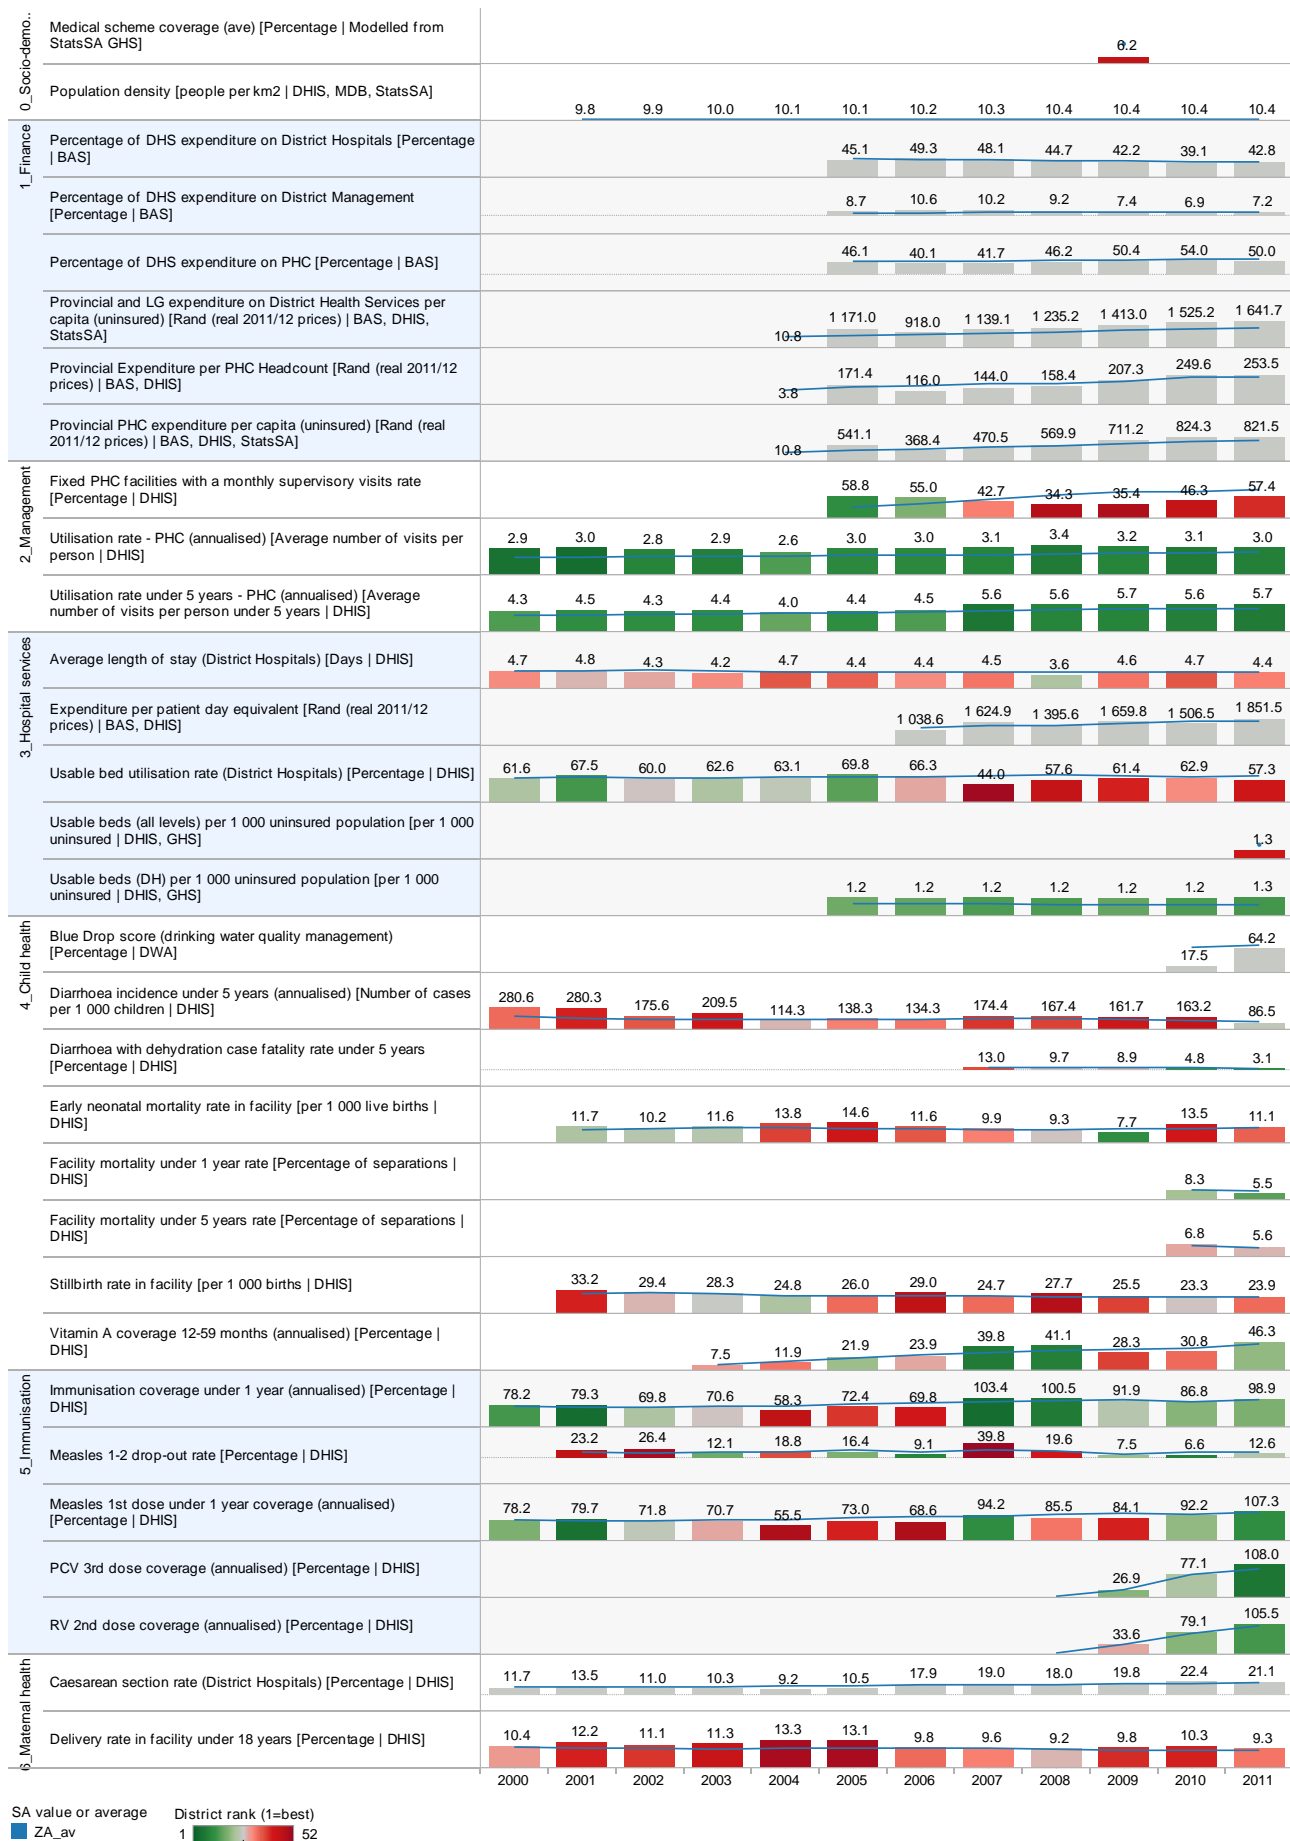 0_Socio-demo..
Medical scheme coverage (ave) [Percentage | Modelled from
StatsSA GHS]
6.2
Population density [people per km2 | DHIS, MDB, StatsSA]
9.8 9.9 10.0 10.1 10.1 10.2 10.3 10.4 10.4 10.4 10.4
1_Finance
Percentage of DHS expenditure on District Hospitals [Percentage
| BAS]
45.1 49.3 48.1 44.7 42.2 39.1 42.8
Percentage of DHS expenditure on District Management
[Percentage | BAS]
8.7 10.6 10.2 9.2 7.4 6.9 7.2
Percentage of DHS expenditure on PHC [Percentage | BAS]
46.1 40.1 41.7 46.2 50.4 54.0 50.0
Provincial and LG expenditure on District Health Services per
capita (uninsured) [Rand (real 2011/12 prices) | BAS, DHIS,
StatsSA]
10.8 1 171.0 918.0 1 139.1 1 235.2 1 413.0 1 525.2 1 641.7
Provincial Expenditure per PHC Headcount [Rand (real 2011/12
prices) | BAS, DHIS]
3.8 171.4 116.0 144.0 158.4 207.3 249.6 253.5
Provincial PHC expenditure per capita (uninsured) [Rand (real
2011/12 prices) | BAS, DHIS, StatsSA]
10.8 541.1 368.4 470.5 569.9 711.2 824.3 821.5
2_Management
Fixed PHC facilities with a monthly supervisory visits rate
[Percentage | DHIS]
58.8 55.0 42.7 34.3 35.4 46.3 57.4
Utilisation rate - PHC (annualised) [Average number of visits per
person | DHIS]
2.9 3.0 2.8 2.9 2.6 3.0 3.0 3.1 3.4 3.2 3.1 3.0
Utilisation rate under 5 years - PHC (annualised) [Average
number of visits per person under 5 years | DHIS]
4.3 4.5 4.3 4.4 4.0 4.4 4.5 5.6 5.6 5.7 5.6 5.7
3_Hospital services
Average length of stay (District Hospitals) [Days | DHIS]
4.7 4.8 4.3 4.2 4.7 4.4 4.4 4.5 3.6 4.6 4.7 4.4
Expenditure per patient day equivalent [Rand (real 2011/12
prices) | BAS, DHIS]
1 038.6 1 624.9 1 395.6 1 659.8 1 506.5 1 851.5
Usable bed utilisation rate (District Hospitals) [Percentage | DHIS]
61.6 67.5 60.0 62.6 63.1 69.8 66.3 44.0 57.6 61.4 62.9 57.3
Usable beds (all levels) per 1 000 uninsured population [per 1 000
uninsured | DHIS, GHS]
1.3
Usable beds (DH) per 1 000 uninsured population [per 1 000
uninsured | DHIS, GHS]
1.2 1.2 1.2 1.2 1.2 1.2 1.3
4_Child health
Blue Drop score (drinking water quality management)
[Percentage | DWA]
17.5 64.2
Diarrhoea incidence under 5 years (annualised) [Number of cases
per 1 000 children | DHIS]
280.6 280.3 175.6 209.5 114.3 138.3 134.3 174.4 167.4 161.7 163.2 86.5
Diarrhoea with dehydration case fatality rate under 5 years
[Percentage | DHIS]
13.0 9.7 8.9 4.8 3.1
Early neonatal mortality rate in facility [per 1 000 live births |
DHIS]
11.7 10.2 11.6 13.8 14.6 11.6 9.9 9.3 7.7 13.5 11.1
Facility mortality under 1 year rate [Percentage of separations |
DHIS]
8.3 5.5
Facility mortality under 5 years rate [Percentage of separations |
DHIS]
6.8 5.6
Stillbirth rate in facility [per 1 000 births | DHIS]
33.2 29.4 28.3 24.8 26.0 29.0 24.7 27.7 25.5 23.3 23.9
Vitamin A coverage 12-59 months (annualised) [Percentage |
DHIS]
7.5 11.9 21.9 23.9 39.8 41.1 28.3 30.8 46.3
5_Immunisation
Immunisation coverage under 1 year (annualised) [Percentage |
DHIS]
78.2 79.3 69.8 70.6 58.3 72.4 69.8 103.4 100.5 91.9 86.8 98.9
Measles 1-2 drop-out rate [Percentage | DHIS]
23.2 26.4 12.1 18.8 16.4 9.1 39.8 19.6 7.5 6.6 12.6
Measles 1st dose under 1 year coverage (annualised)
[Percentage | DHIS]
78.2 79.7 71.8 70.7 55.5 73.0 68.6 94.2 85.5 84.1 92.2 107.3
PCV 3rd dose coverage (annualised) [Percentage | DHIS]
26.9 77.1 108.0
RV 2nd dose coverage (annualised) [Percentage | DHIS]
33.6 79.1 105.5
6_Maternal health
Caesarean section rate (District Hospitals) [Percentage | DHIS]
11.7 13.5 11.0 10.3 9.2 10.5 17.9 19.0 18.0 19.8 22.4 21.1
Delivery rate in facility under 18 years [Percentage | DHIS]
10.4 12.2 11.1 11.3 13.3 13.1 9.8 9.6 9.2 9.8 10.3 9.3
2000 2001 2002 2003 2004 2005 2006 2007 2008 2009 2010 2011
SA value or average
ZA_av
District rank (1=best)
1 52